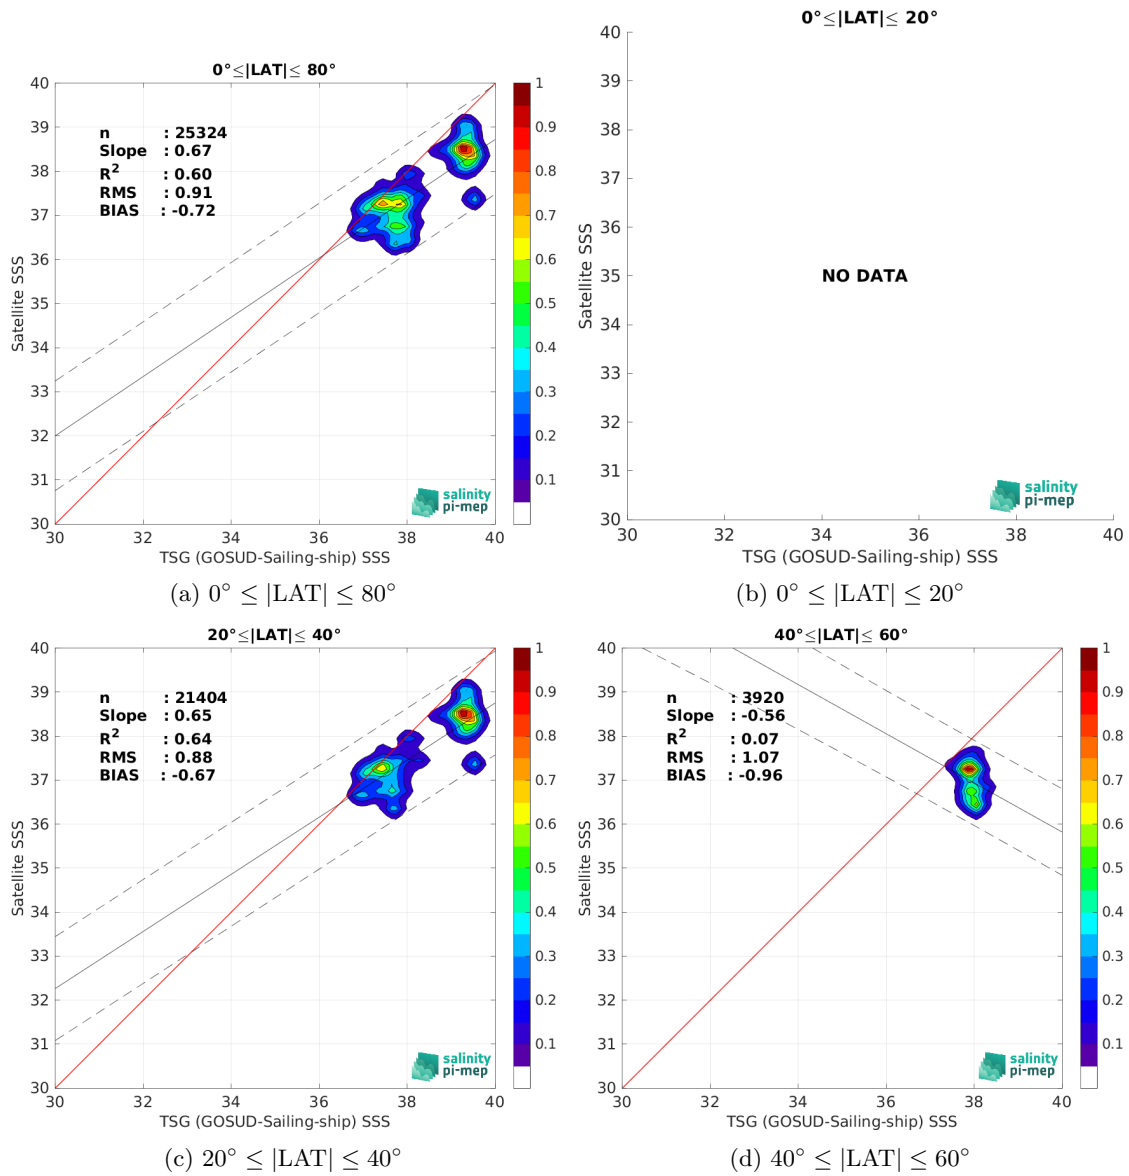 0°≤|LAT|≤ 80°
n : 25324
Slope : 0.67
R² : 0.60
RMS : 0.91
BIAS : -0.72
40
39
38
37
36
35
34
33
32
31
30
30
32
34
36
38
40
Satellite SSS
TSG (GOSUD-Sailing-ship) SSS
1
0.9
0.8
0.7
0.6
0.5
0.4
0.3
0.2
0.1
salinity
pi-mep
(a) 0° ≤ |LAT| ≤ 80°
0°≤|LAT|≤ 20°
NO DATA
40
39
38
37
36
35
34
33
32
31
30
30
32
34
36
38
40
Satellite SSS
TSG (GOSUD-Sailing-ship) SSS
salinity
pi-mep
(b) 0° ≤ |LAT| ≤ 20°
20°≤|LAT|≤ 40°
n : 21404
Slope : 0.65
R² : 0.64
RMS : 0.88
BIAS : -0.67
40
39
38
37
36
35
34
33
32
31
30
30
32
34
36
38
40
Satellite SSS
TSG (GOSUD-Sailing-ship) SSS
1
0.9
0.8
0.7
0.6
0.5
0.4
0.3
0.2
0.1
salinity
pi-mep
(c) 20° ≤ |LAT| ≤ 40°
40°≤|LAT|≤ 60°
n : 3920
Slope : -0.56
R² : 0.07
RMS : 1.07
BIAS : -0.96
40
39
38
37
36
35
34
33
32
31
30
30
32
34
36
38
40
Satellite SSS
TSG (GOSUD-Sailing-ship) SSS
1
0.9
0.8
0.7
0.6
0.5
0.4
0.3
0.2
0.1
salinity
pi-mep
(d) 40° ≤ |LAT| ≤ 60°